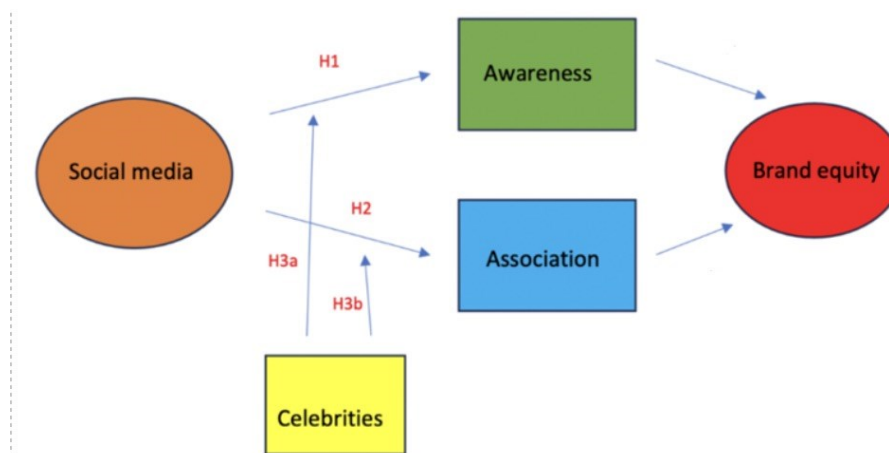 H1
Awareness
Social media
Brand equity
H2
H3a
Association
H3b
Celebrities